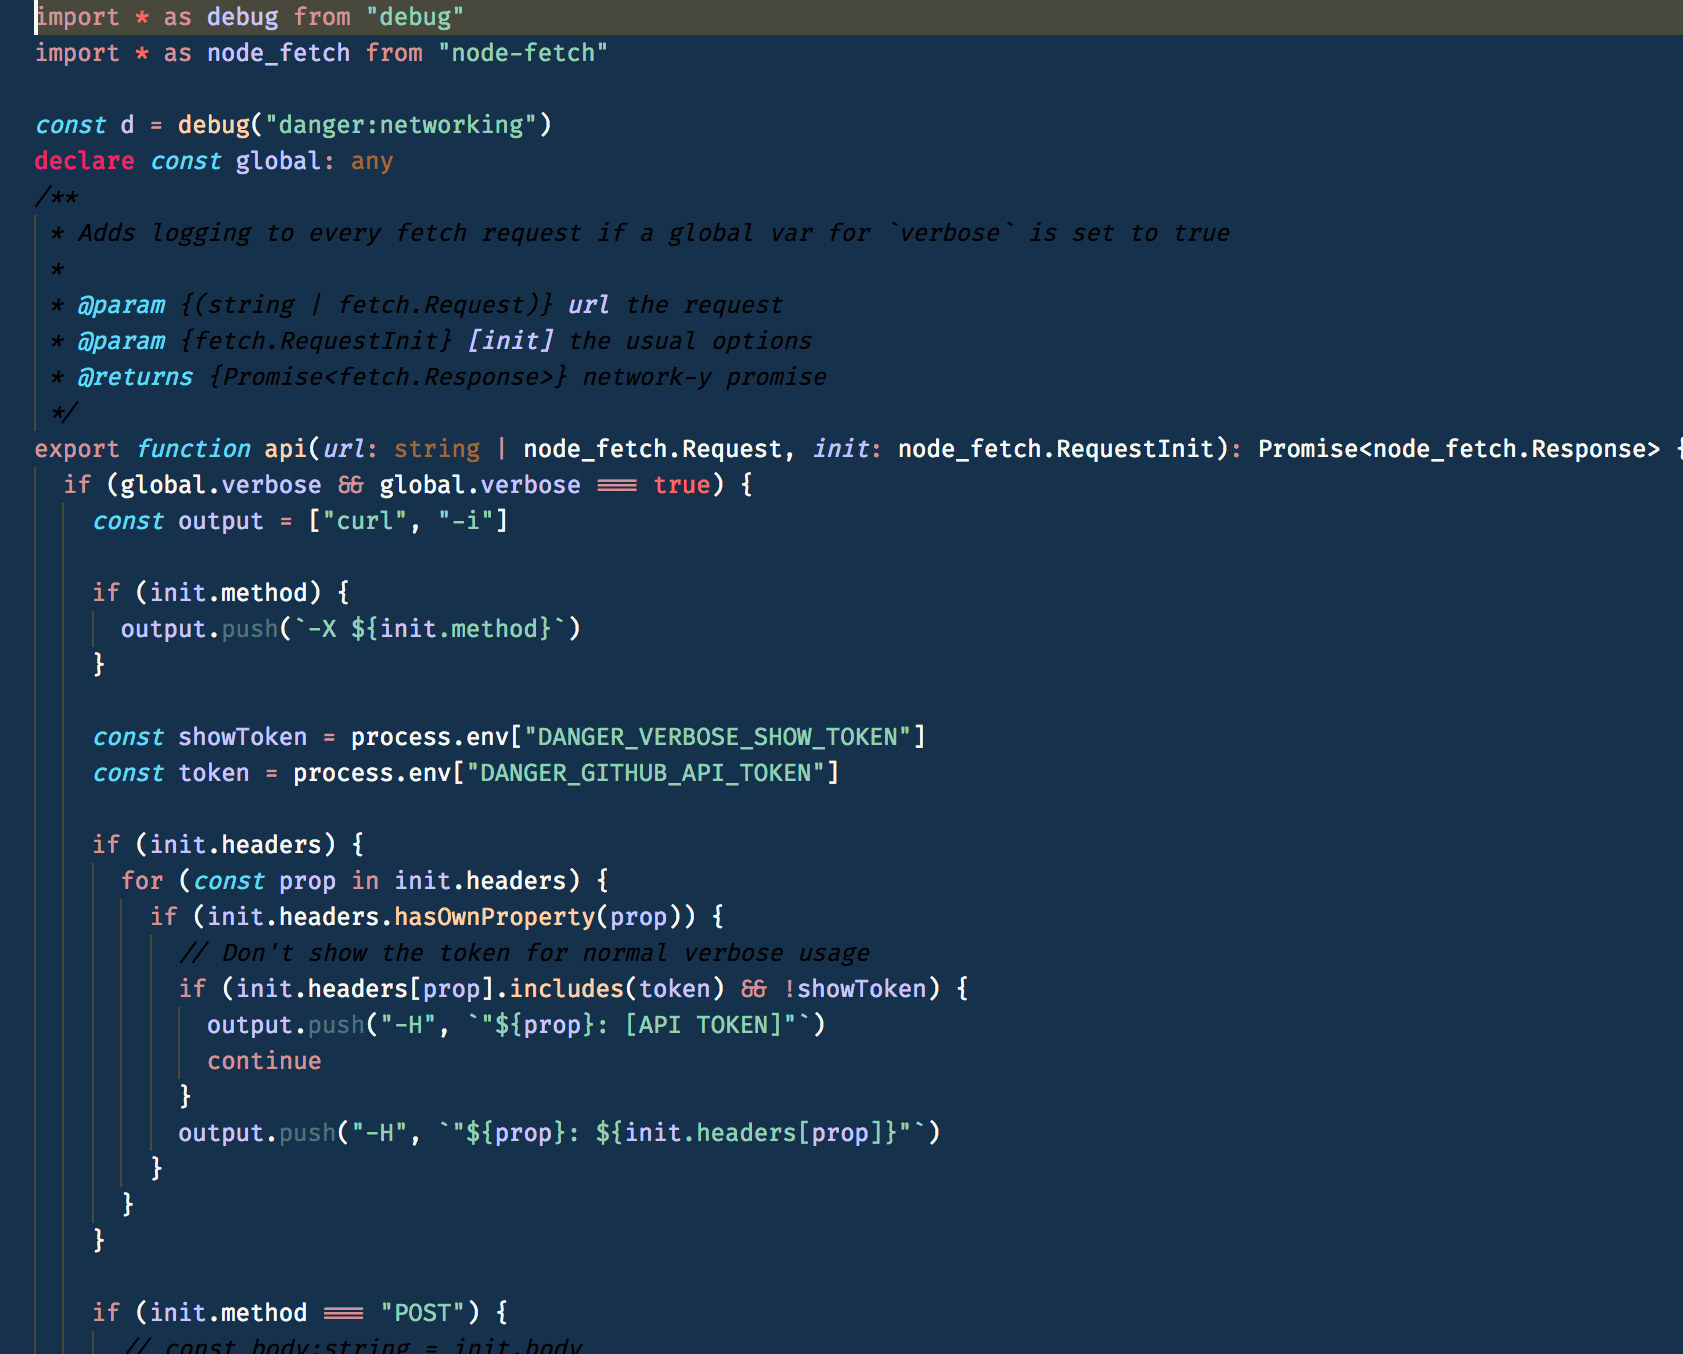 import * as debug from "debug"
import * as node_fetch from "node-fetch"
const d = debug("danger:networking")
declare const global: any
/**
* Adds logging to every fetch request if a global var for `verbose` is set to true
*
* @param {(string | fetch.Request)} url the request
* @param {fetch.RequestInit} [init] the usual options
* @returns {Promise<fetch.Response>} network-y promise
*/
export function api(url: string | node_fetch.Request, init: node_fetch.RequestInit): Promise<node_fetch.Response> {
if (global.verbose && global.verbose === true) {
const output = ["curl", "-i"]
if (init.method) {
output.push(`-X ${init.method}`)
}
const showToken = process.env["DANGER_VERBOSE_SHOW_TOKEN"]
const token = process.env["DANGER_GITHUB_API_TOKEN"]
if (init.headers) {
for (const prop in init.headers) {
if (init.headers.hasOwnProperty(prop)) {
// Don't show the token for normal verbose usage
if (init.headers[prop].includes(token) && !showToken) {
output.push("-H", `"${prop}: [API TOKEN]"`)
continue
}
output.push("-H", `"${prop}: ${init.headers[prop]}"`)
}
}
}
if (init.method === "POST") {
// const body:string = init.body